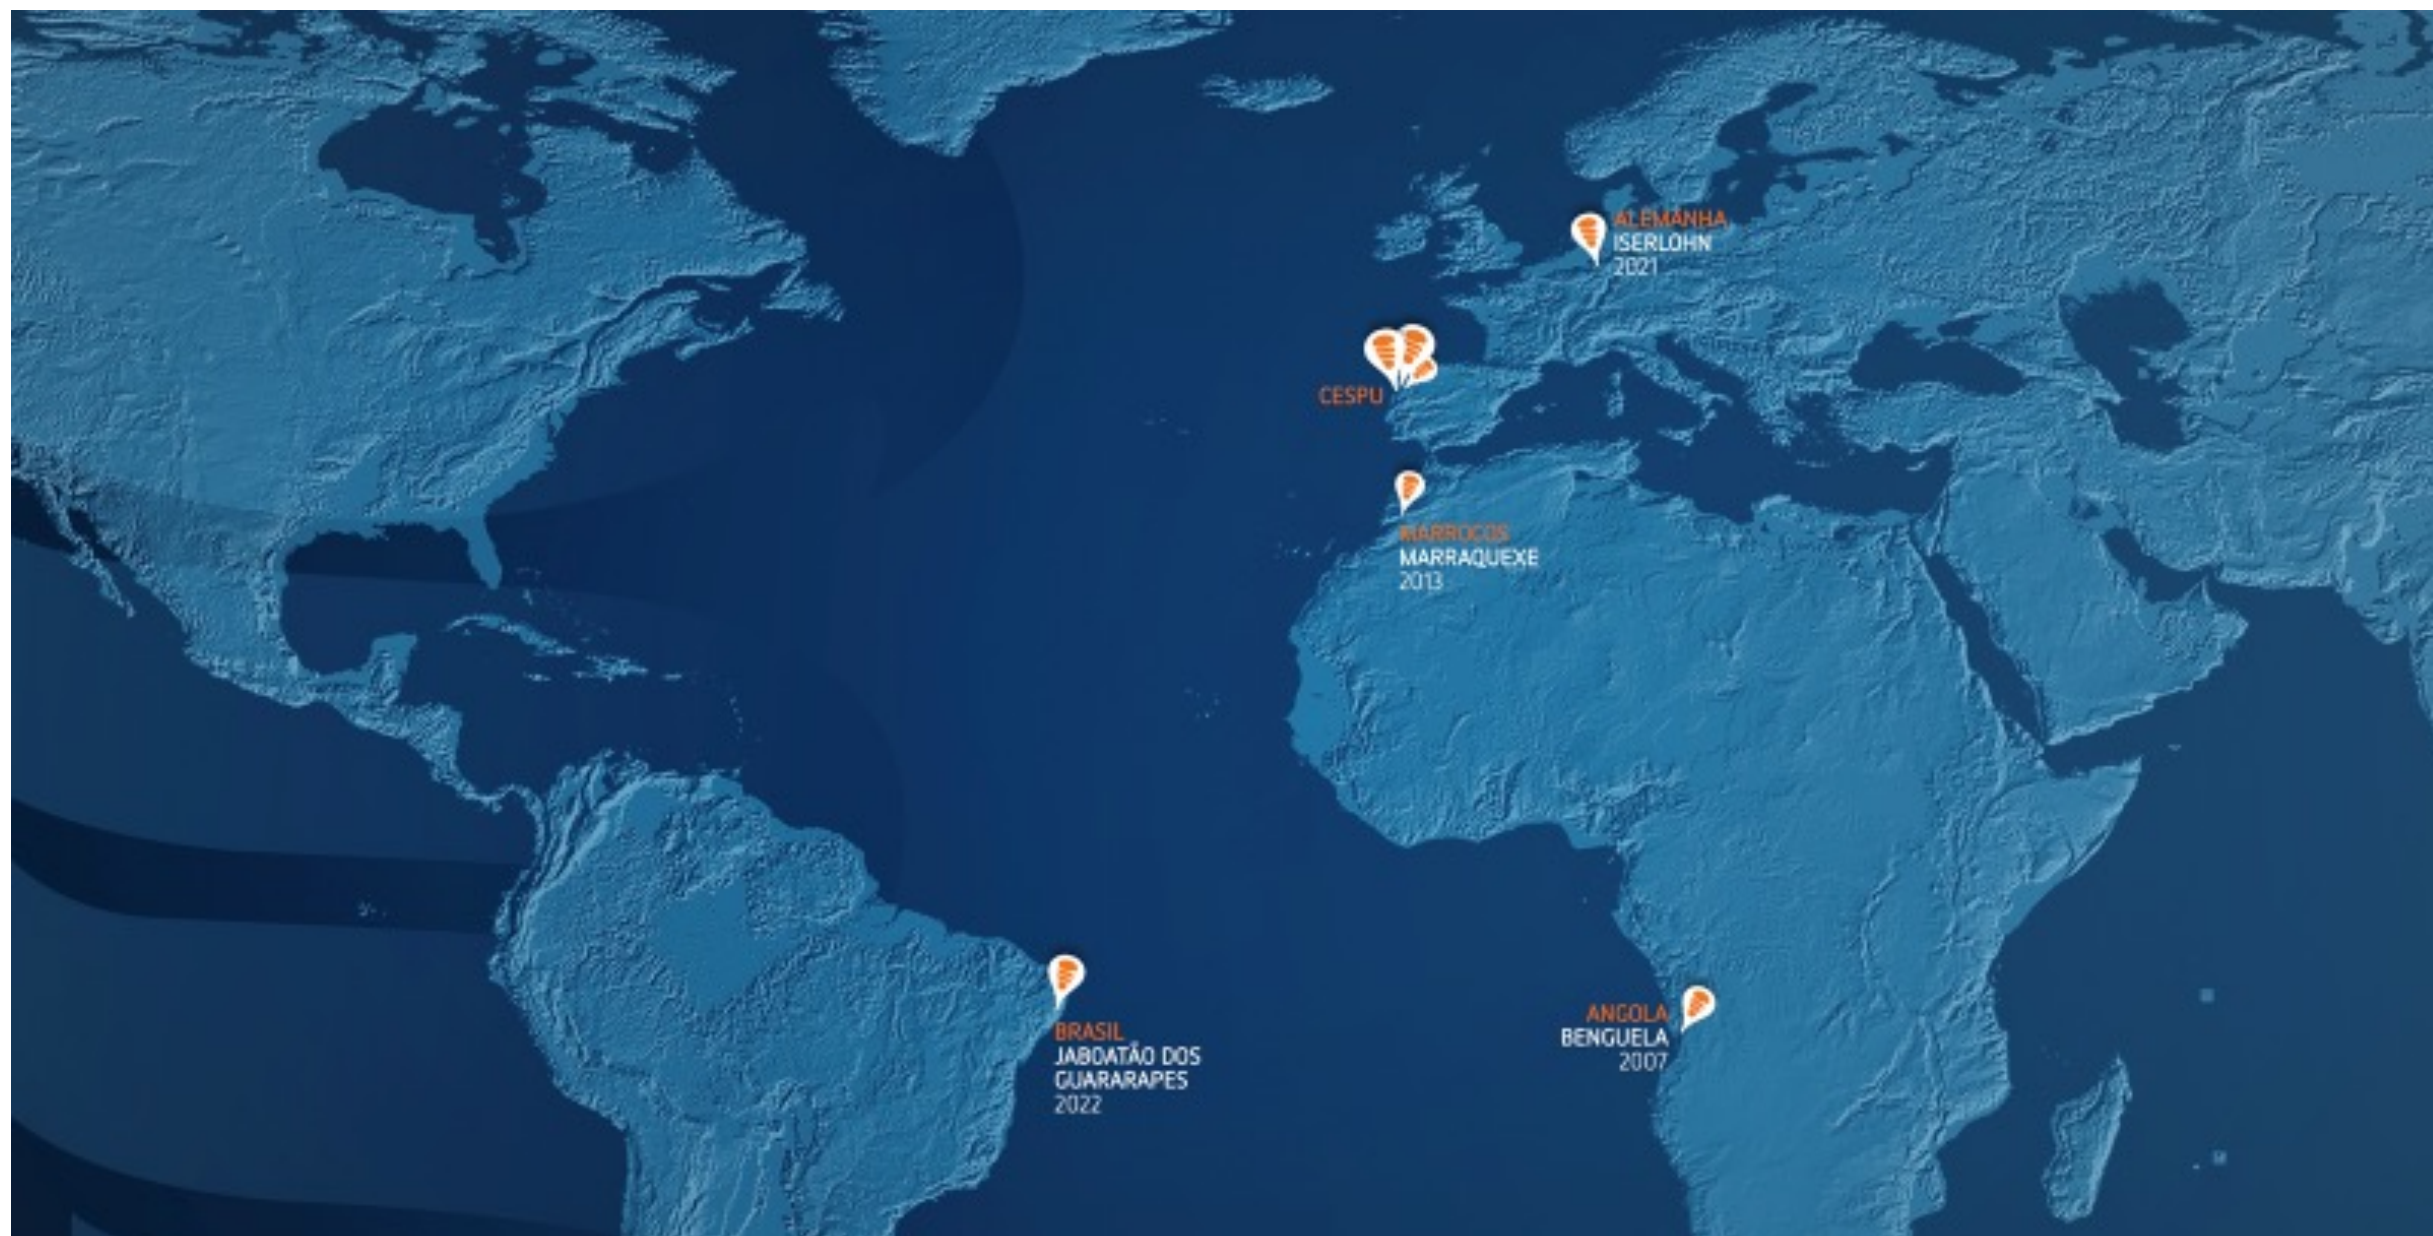 ALEMANHA
ISERLOHN
2021
CESPU
MARROCOS
MARRAQUEXE
2013
BRASIL
JABOATÃO DOS
GUARARAPES
2022
ANGOLA
BENGUELA
2007